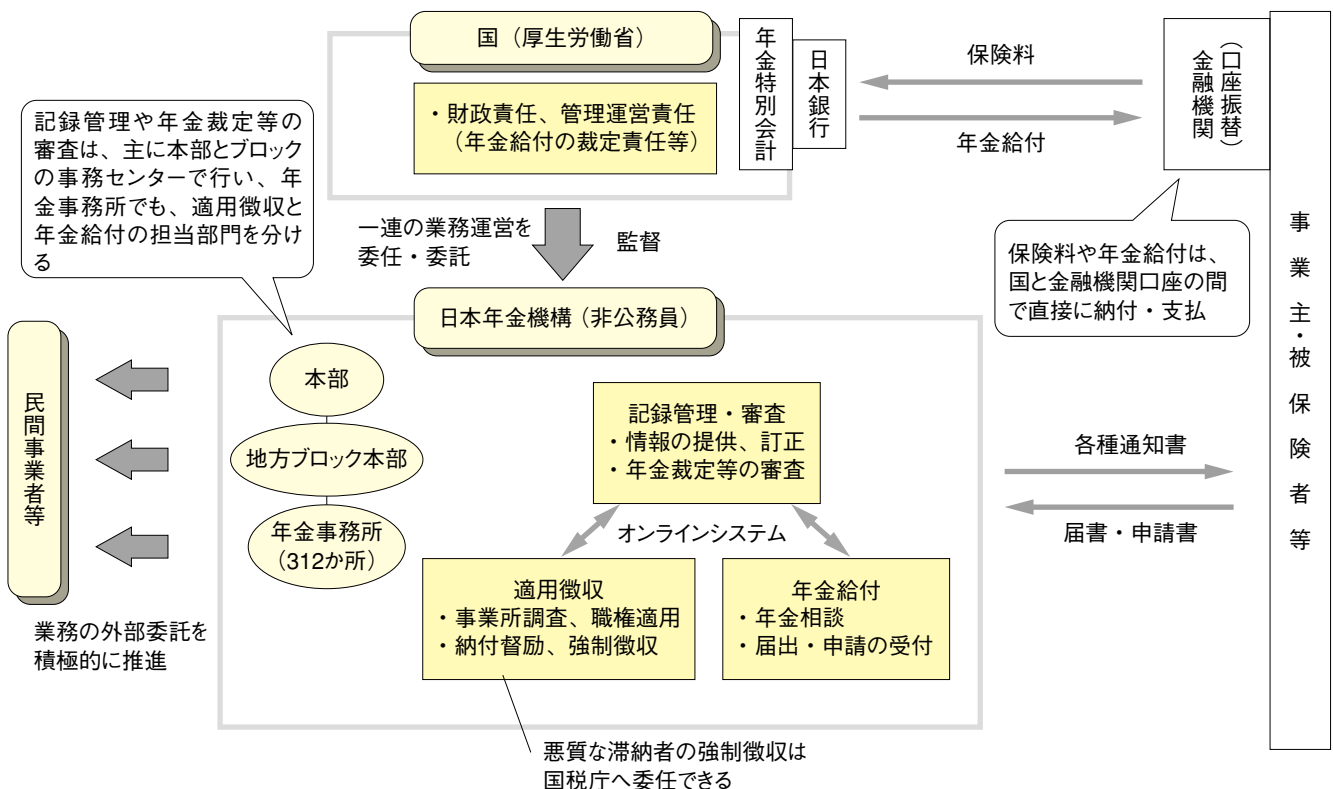 国(厚生労働省)
・財政責任、管理運営責任
(年金給付の裁定責任等)
年金特別会計
日本銀行
保険料
年金給付
(口座振替)
金融機関
事業主・被保険者等
記録管理や年金裁定等の
審査は、主に本部とブロック
の事務センターで行い、年
金事務所でも、適用徴収と
年金給付の担当部門を分け
る
一連の業務運営を
委任・委託
監督
保険料や年金給付は、
国と金融機関口座の間
で直接に納付・支払
日本年金機構(非公務員)
民間事業者等
本部
地方ブロック本部
年金事務所
(312か所)
記録管理・審査
・情報の提供、訂正
・年金裁定等の審査
オンラインシステム
適用徴収
・事業所調査、職権適用
・納付督励、強制徴収
年金給付
・年金相談
・届出・申請の受付
各種通知書
届書・申請書
業務の外部委託を
積極的に推進
悪質な滞納者の強制徴収は
国税庁へ委任できる